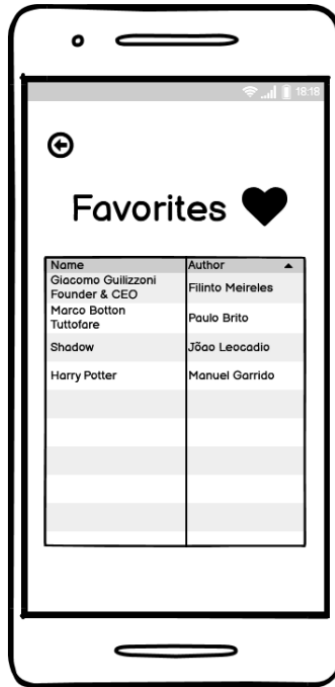 18:18
Favorites
Name Author
Giacomo Guilizzoni
Founder & CEO Filinto Meireles
Marco Botton
Tuttofare Paulo Brito
Shadow Jõao Leocadio
Harry Potter Manuel Garrido